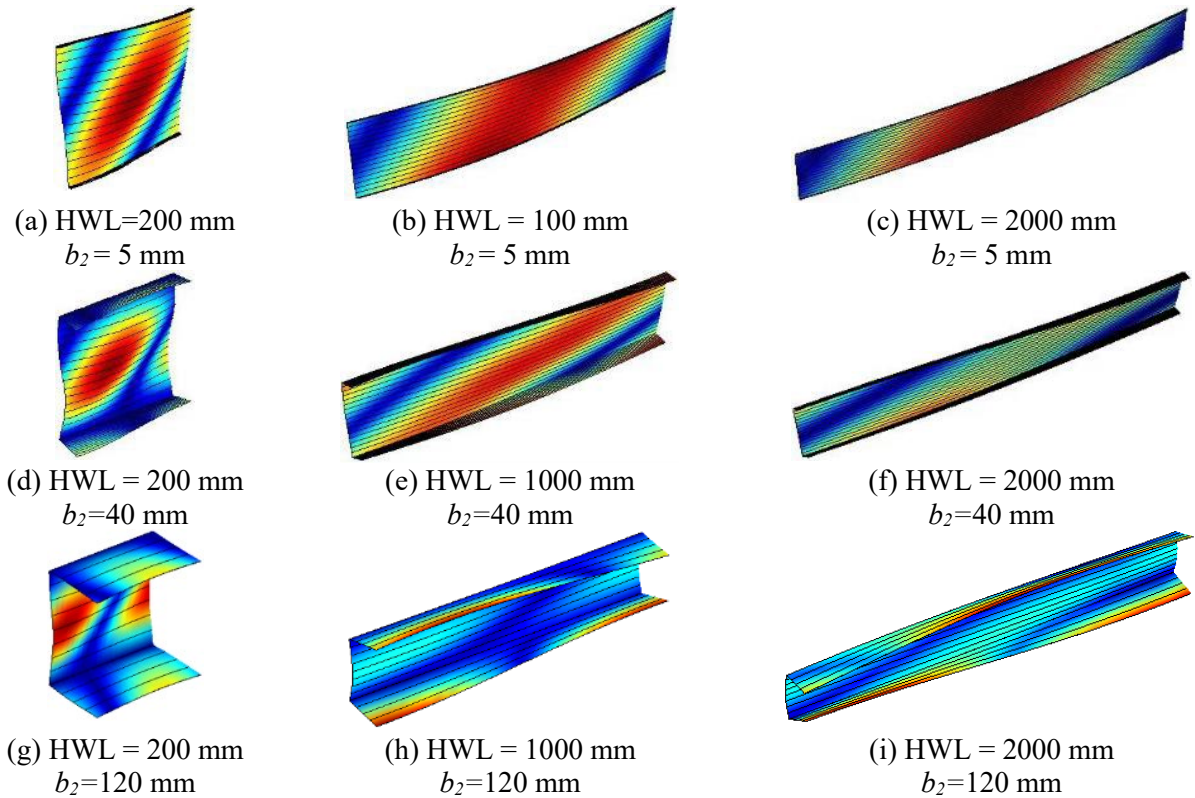 (a) HWL=200 mm
b2 = 5 mm
(b) HWL = 100 mm
b2 = 5 mm
(c) HWL = 2000 mm
b2 = 5 mm
(d) HWL = 200 mm
b2=40 mm
(e) HWL = 1000 mm
b2=40 mm
(f) HWL = 2000 mm
b2=40 mm
(g) HWL = 200 mm
b2=120 mm
(h) HWL = 1000 mm
b2=120 mm
(i) HWL = 2000 mm
b2=120 mm